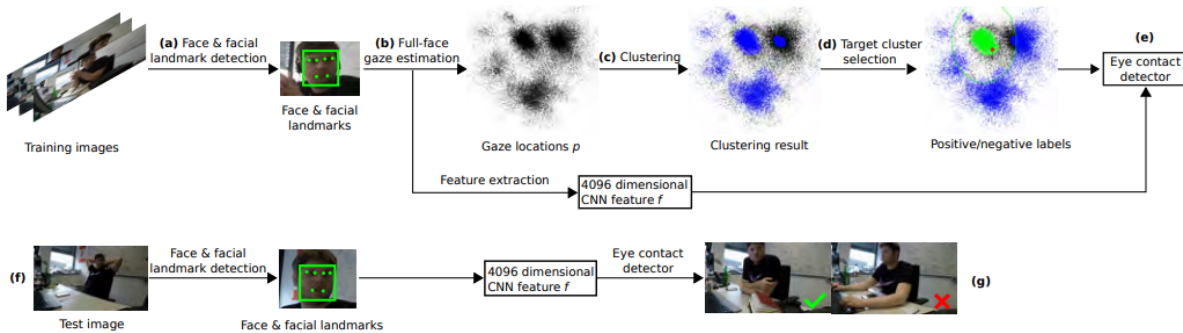 (a) Face & facial
landmark detection
(b) Full-face
gaze estimation
(c) Clustering
(d) Target cluster
selection
(e)
Eye contact
detector
Training images
Face & facial
landmarks
Gaze locations p
Clustering result
Positive/negative labels
Feature extraction
4096 dimensional
CNN feature f
(f)
Face & facial
landmark detection
4096 dimensional
CNN feature f
Eye contact
detector
(g)
Test image
Face & facial landmarks